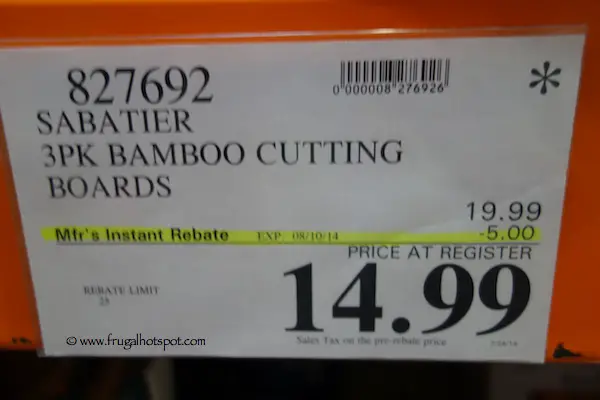 827692
0 000008 276926
*
SABATIER
3PK BAMBOO CUTTING
BOARDS
19.99
Mfr's Instant Rebate EXP: 08/10/14 -5.00
PRICE AT REGISTER
REBATE LIMIT
14.99
Sales Tax on the pre-rebate price
© www.frugalhotspot.com